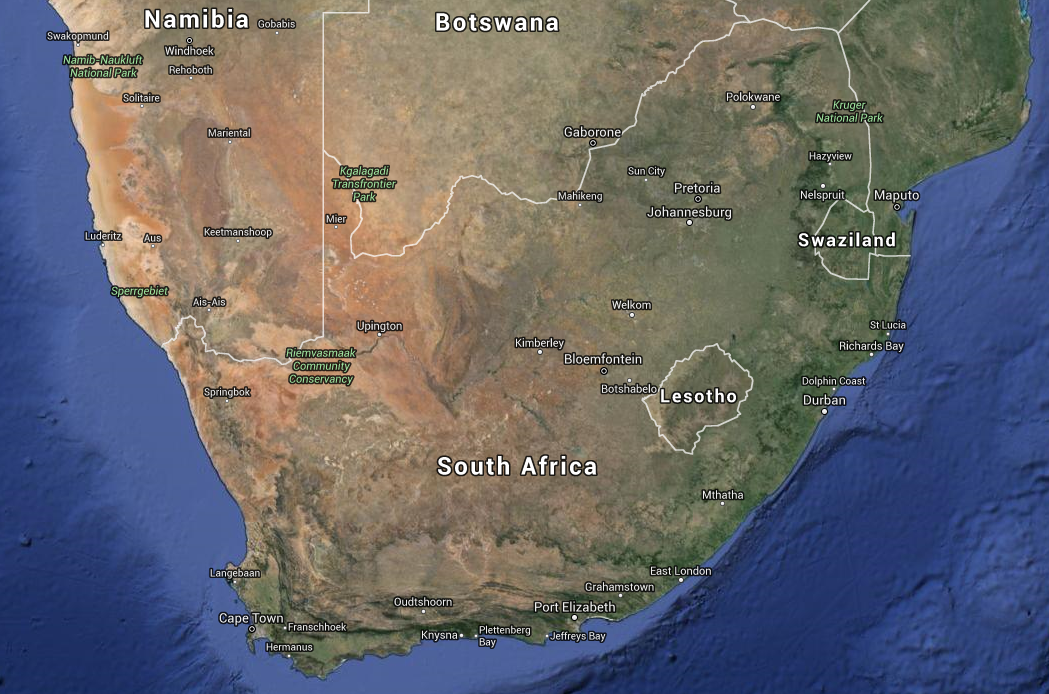 Namibia
Gobabis
Botswana
Swakopmund
Windhoek
Namib-Naukluft
National Park
Rehoboth
Solitaire
Polokwane
Kruger
National Park
Mariental
Gaborone
Hazyview
Kgalagadi
Transfrontier
Park
Sun City
Pretoria
Mahikeng
Nelspruit
Maputo
Johannesburg
Mier
Luderitz
Aus
Keetmanshoop
Swaziland
Sperrgebiet
Ais-Ais
Welkom
Upington
St Lucia
Kimberley
Richards Bay
Riemvasmaak
Community
Conservancy
Bloemfontein
Dolphin Coast
Springbok
Botshabelo
Lesotho
Durban
South Africa
Mthatha
Langebaan
East London
Grahamstown
Oudtshoorn
Port Elizabeth
Cape Town
Franschhoek
Knysna
Plettenberg
Bay
Jeffreys Bay
Hermanus